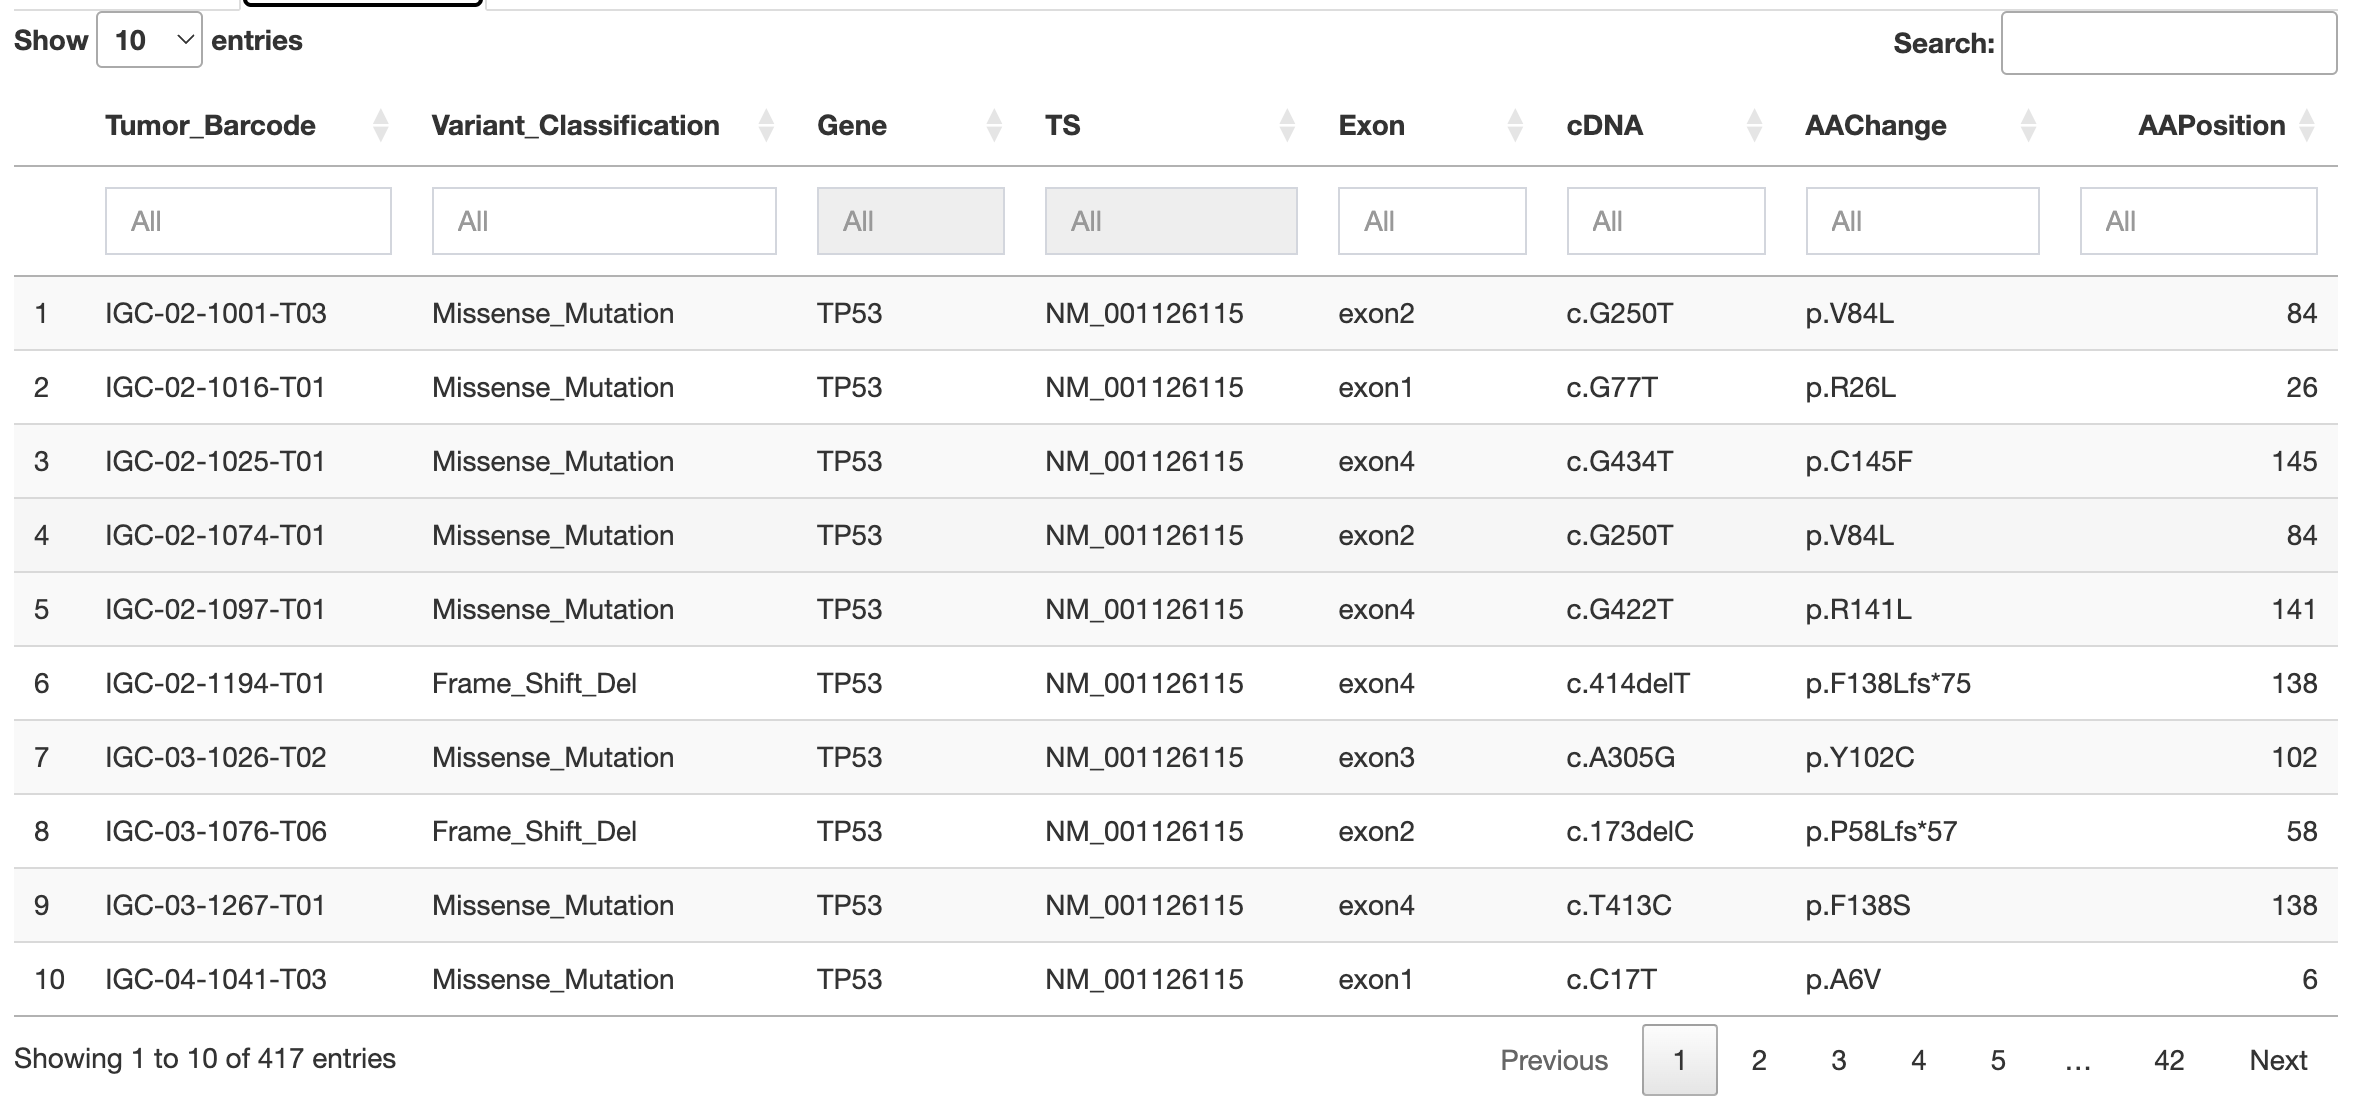 Show 10 entries Search:
Tumor_Barcode Variant_Classification Gene TS Exon cDNA AAChange AAPosition
All All All All All All All All
1 IGC-02-1001-T03 Missense_Mutation TP53 NM_001126115 exon2 c.G250T p.V84L 84
2 IGC-02-1016-T01 Missense_Mutation TP53 NM_001126115 exon1 c.G77T p.R26L 26
3 IGC-02-1025-T01 Missense_Mutation TP53 NM_001126115 exon4 c.G434T p.C145F 145
4 IGC-02-1074-T01 Missense_Mutation TP53 NM_001126115 exon2 c.G250T p.V84L 84
5 IGC-02-1097-T01 Missense_Mutation TP53 NM_001126115 exon4 c.G422T p.R141L 141
6 IGC-02-1194-T01 Frame_Shift_Del TP53 NM_001126115 exon4 c.414delT p.F138Lfs*75 138
7 IGC-03-1026-T02 Missense_Mutation TP53 NM_001126115 exon3 c.A305G p.Y102C 102
8 IGC-03-1076-T06 Frame_Shift_Del TP53 NM_001126115 exon2 c.173delC p.P58Lfs*57 58
9 IGC-03-1267-T01 Missense_Mutation TP53 NM_001126115 exon4 c.T413C p.F138S 138
10 IGC-04-1041-T03 Missense_Mutation TP53 NM_001126115 exon1 c.C17T p.A6V 6
Showing 1 to 10 of 417 entries Previous 1 2 3 4 5 … 42 Next